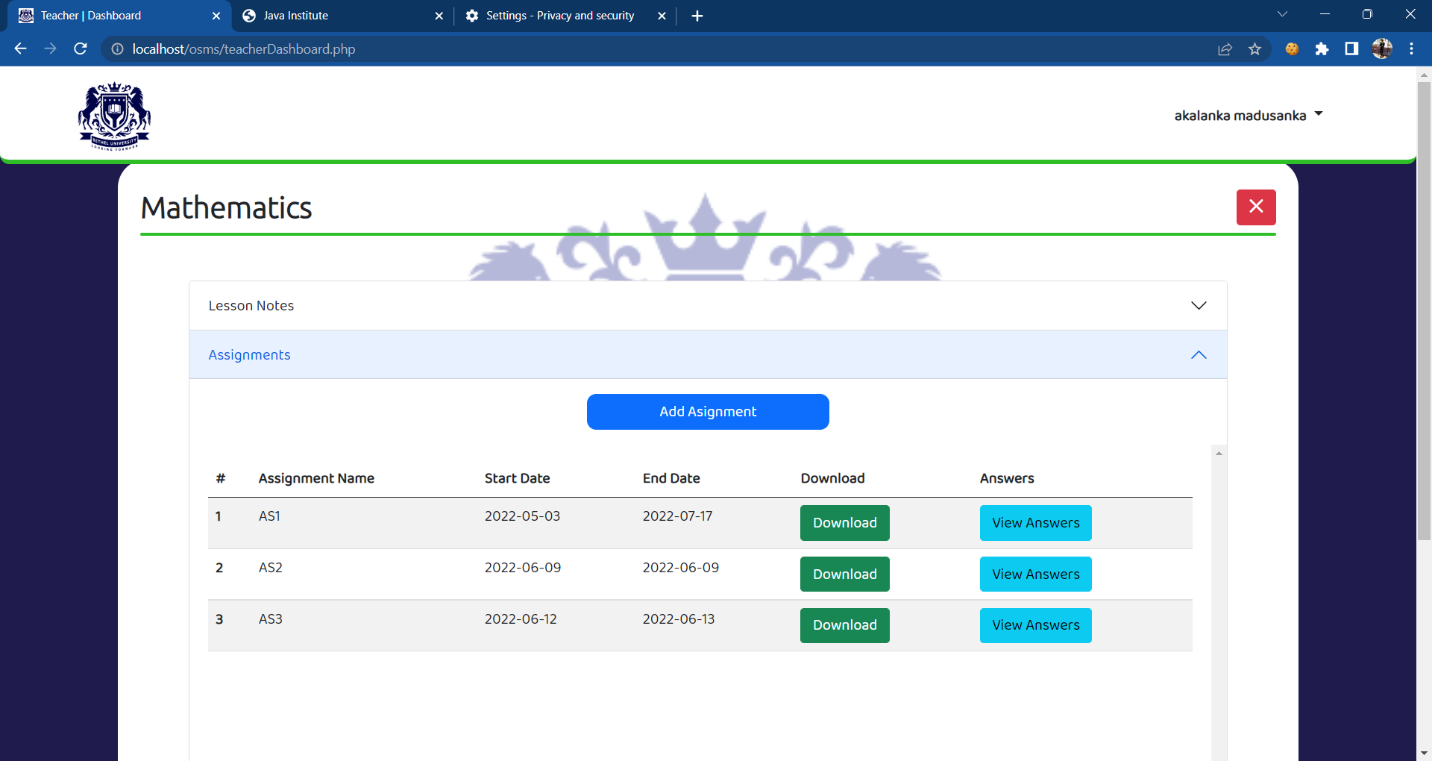 Teacher | Dashboard
Java Institute
Settings - Privacy and security
localhost/osms/teacherDashboard.php
BETHEL UNIVERSITY
akalanka madusanka
Mathematics
Lesson Notes
Assignments
Add Asignment
# Assignment Name Start Date End Date Download Answers
1 AS1 2022-05-03 2022-07-17 Download View Answers
2 AS2 2022-06-09 2022-06-09 Download View Answers
3 AS3 2022-06-12 2022-06-13 Download View Answers